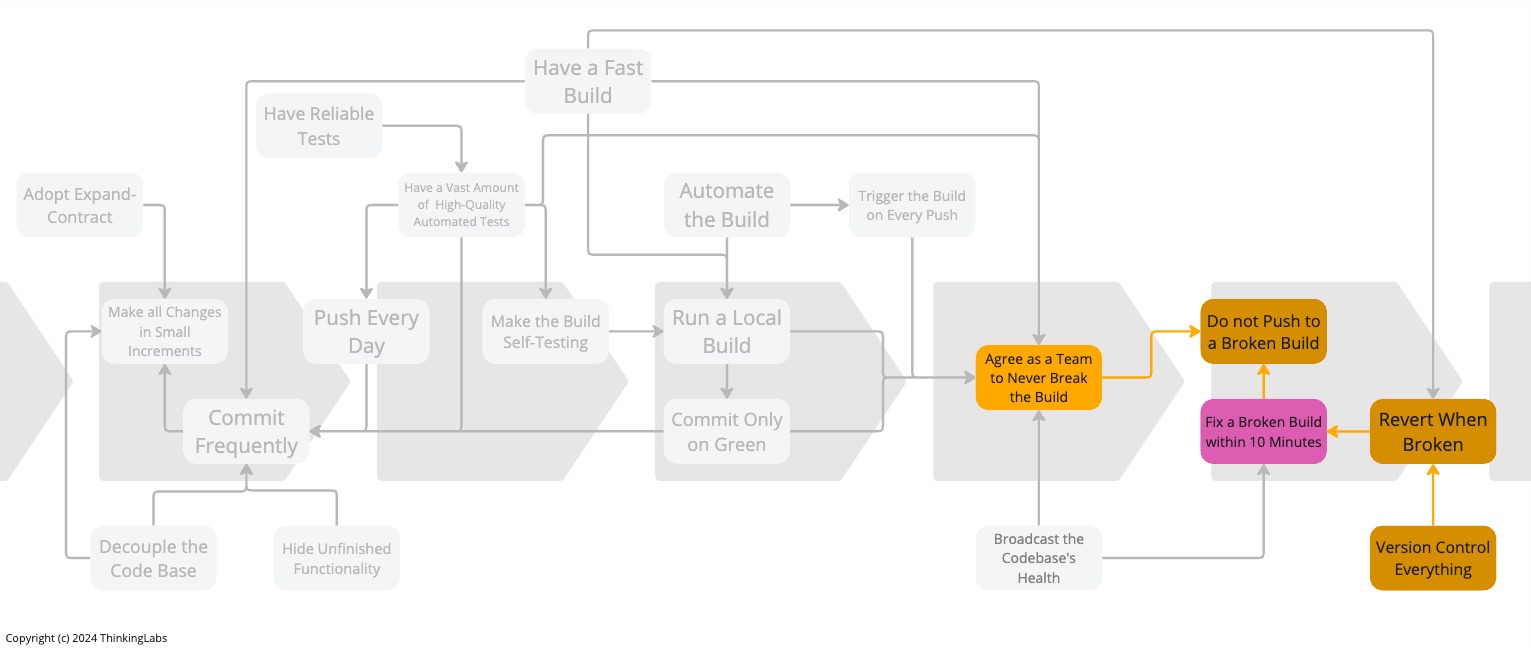 Have a Fast
Build
Have Reliable
Tests
Adopt Expand-
Contract
Have a Vast Amount
of High-Quality
Automated Tests
Automate
the Build
Trigger the Build
on Every Push
Make all Changes
in Small
Increments
Push Every
Day
Make the Build
Self-Testing
Run a Local
Build
Agree as a Team
to Never Break
the Build
Do not Push to
a Broken Build
Commit
Frequently
Commit Only
on Green
Fix a Broken Build
within 10 Minutes
Revert When
Broken
Decouple the
Code Base
Hide Unfinished
Functionality
Broadcast the
Codebase's
Health
Version Control
Everything
Copyright (c) 2024 ThinkingLabs